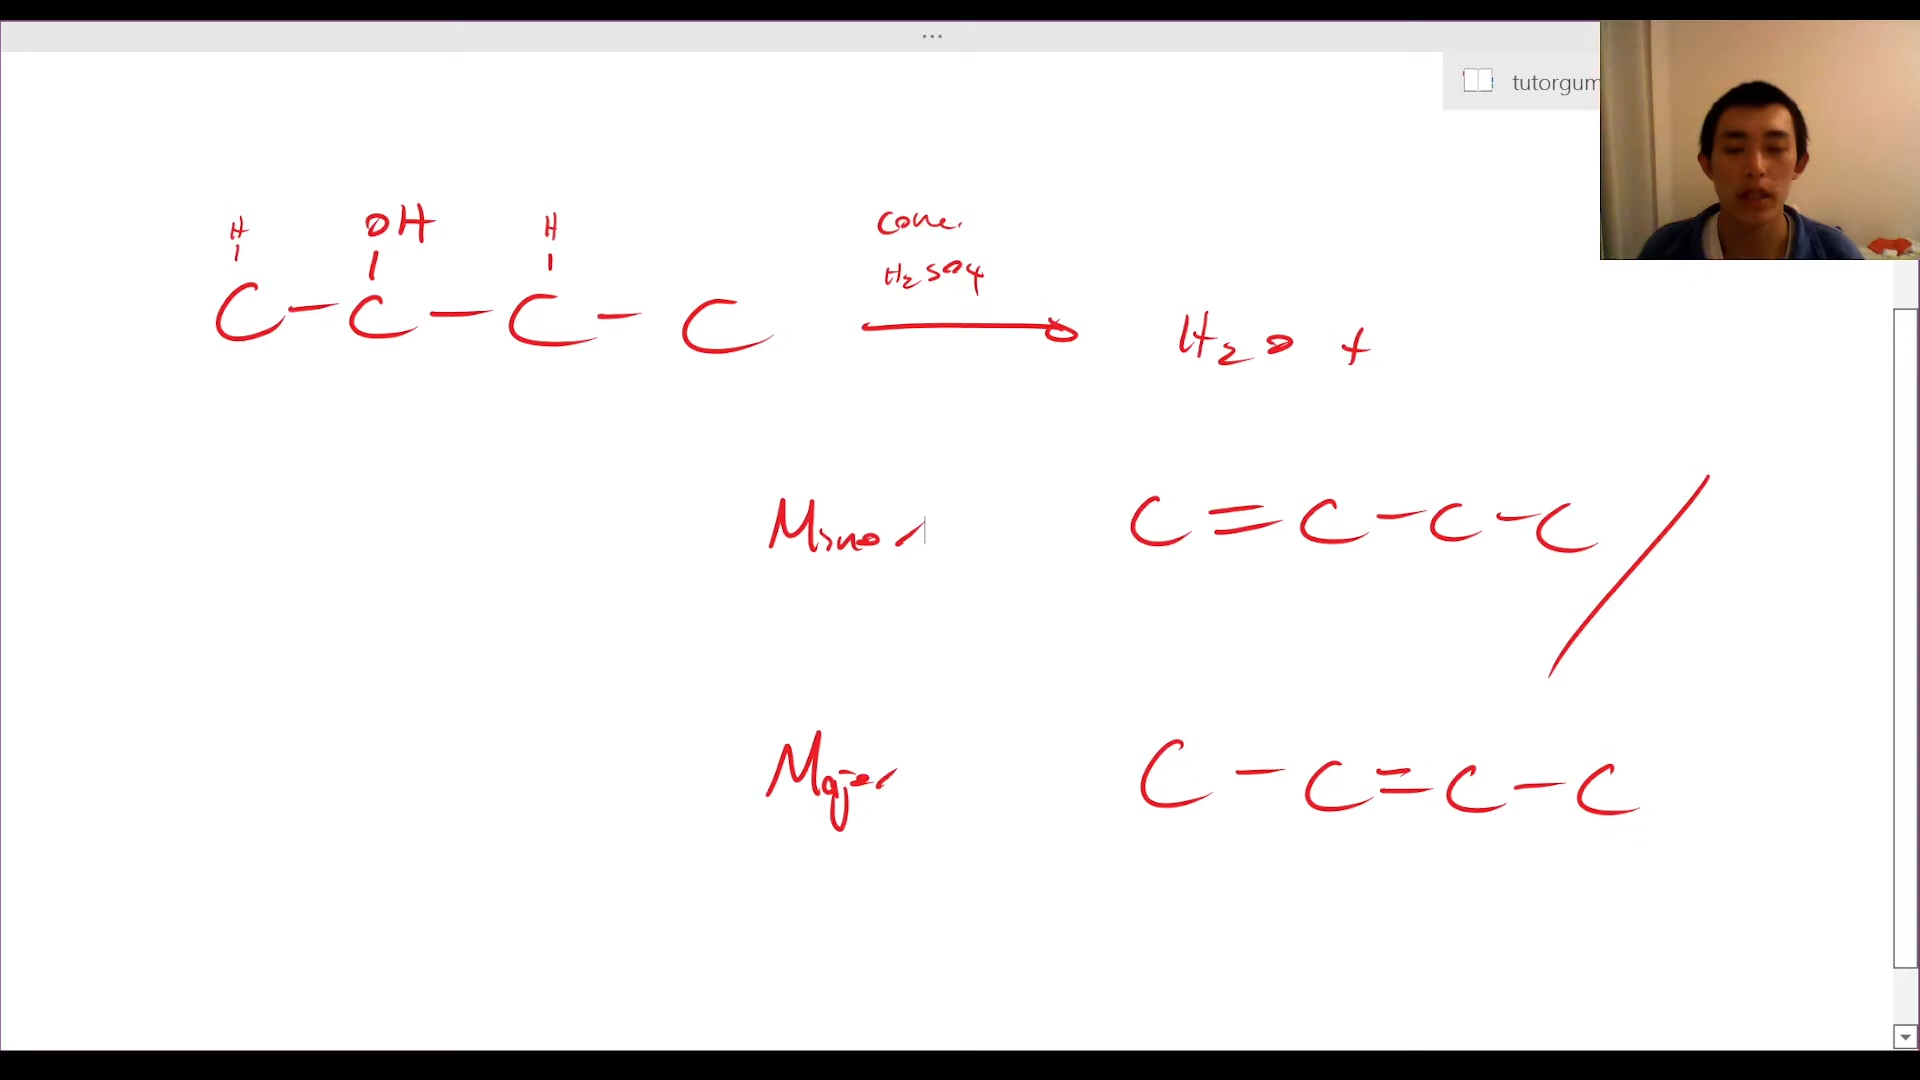 ...
tutorgum
H OH H
C - C - C - C
conc.
H2SO4
H2O +
Minor C = C - C - C
Major C - C = C - C